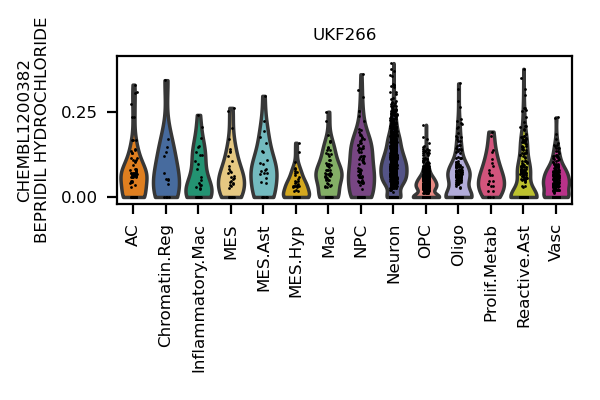 UKF266
CHEMBL1200382
BEPRIDIL HYDROCHLORIDE
0.25
0.00
AC
Chromatin.Reg
Inflammatory.Mac
MES
MES.Ast
MES.Hyp
Mac
NPC
Neuron
OPC
Oligo
Prolif.Metab
Reactive.Ast
Vasc